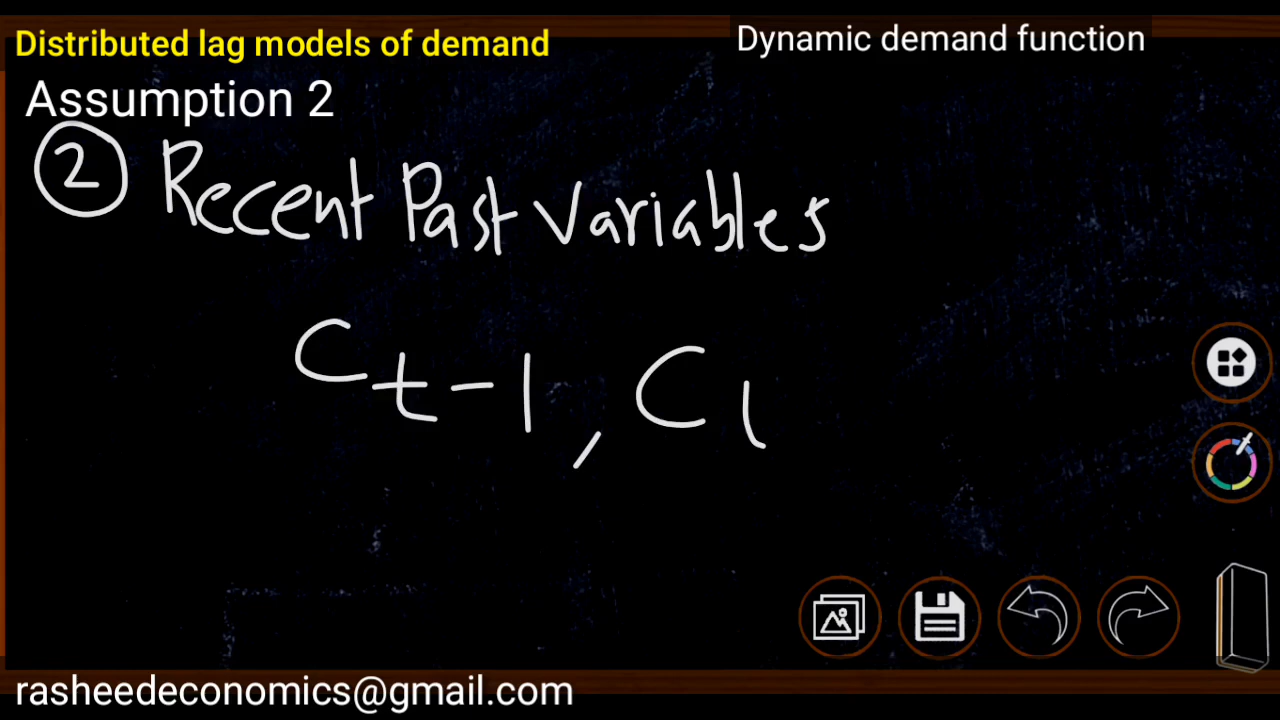 Distributed lag models of demand
Dynamic demand function
Assumption 2
2 Recent Past Variables
Ct-1, C
rasheedeconomics@gmail.com